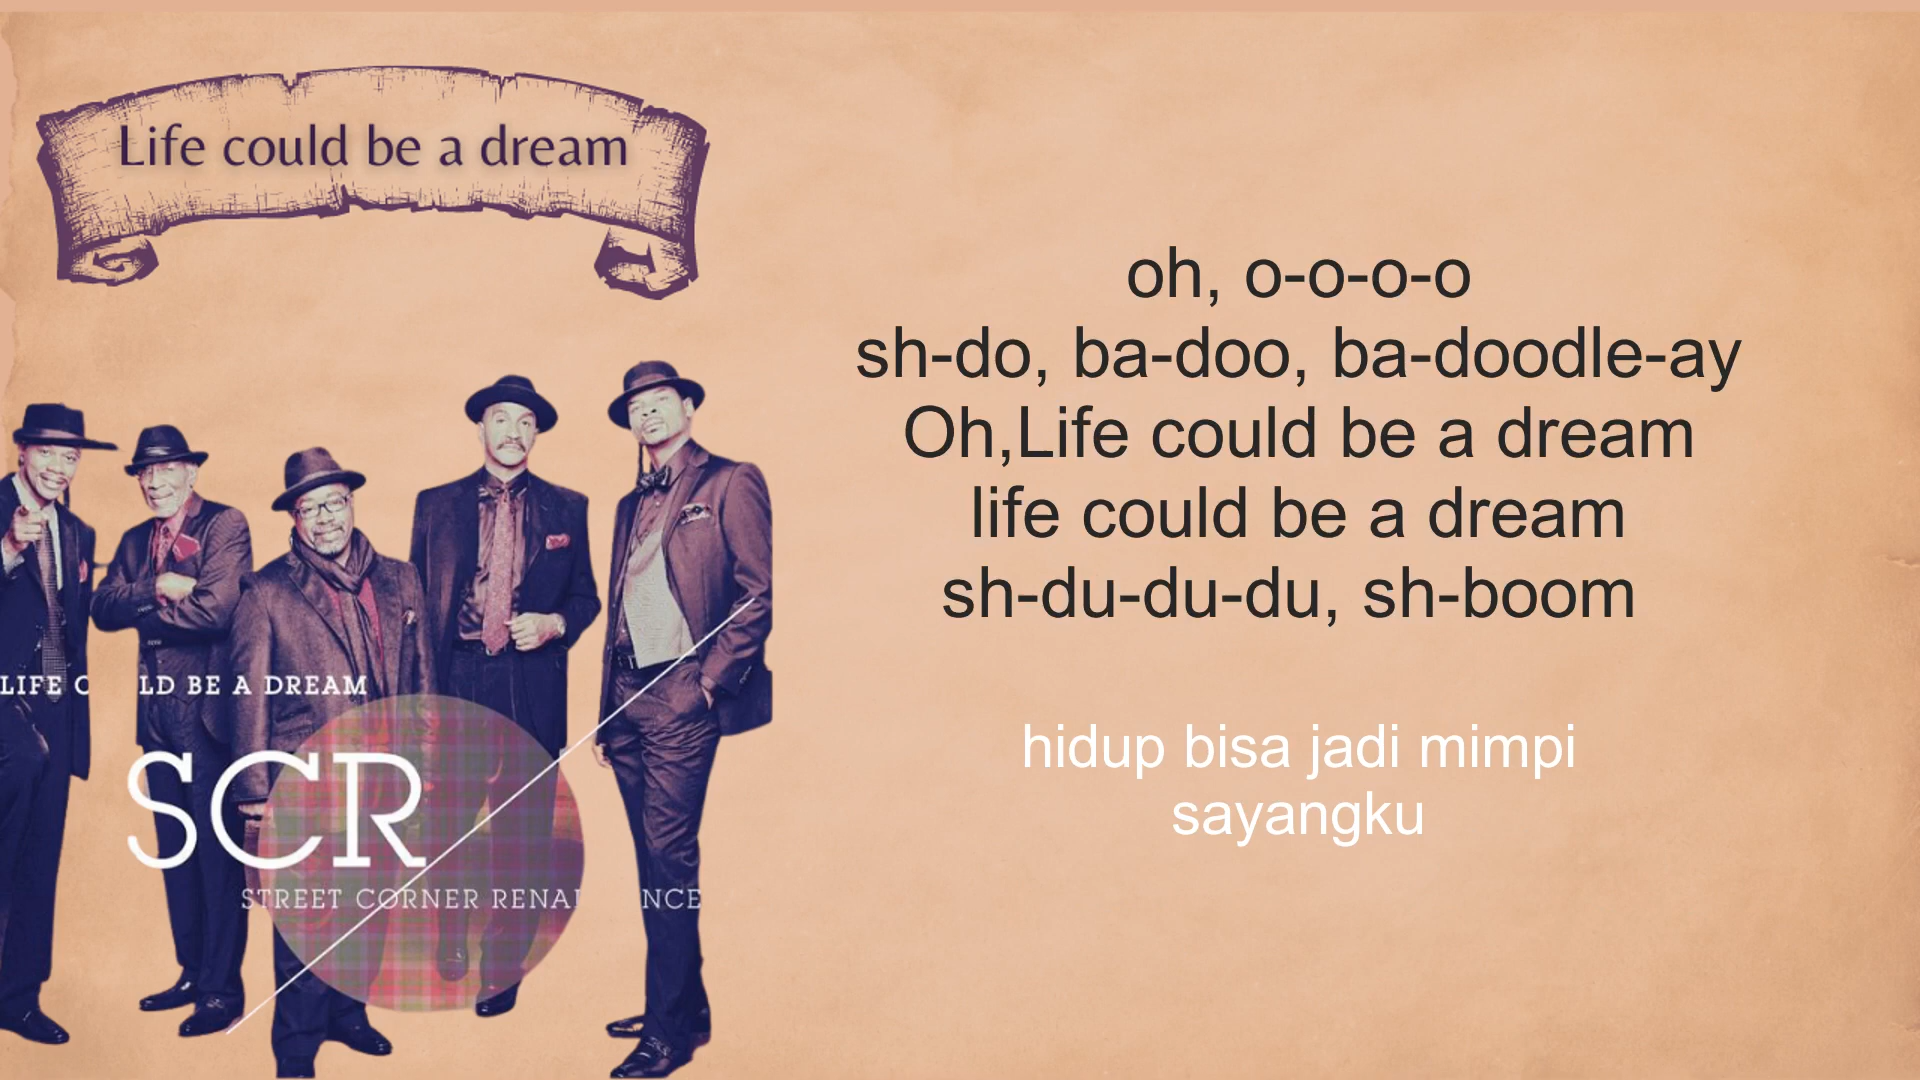 Life could be a dream
oh, o-o-o-o
sh-do, ba-doo, ba-doodle-ay
Oh,Life could be a dream
life could be a dream
sh-du-du-du, sh-boom
hidup bisa jadi mimpi
sayangku
LIFE C LD BE A DREAM
SCR
STREET CORNER RENAI NCE